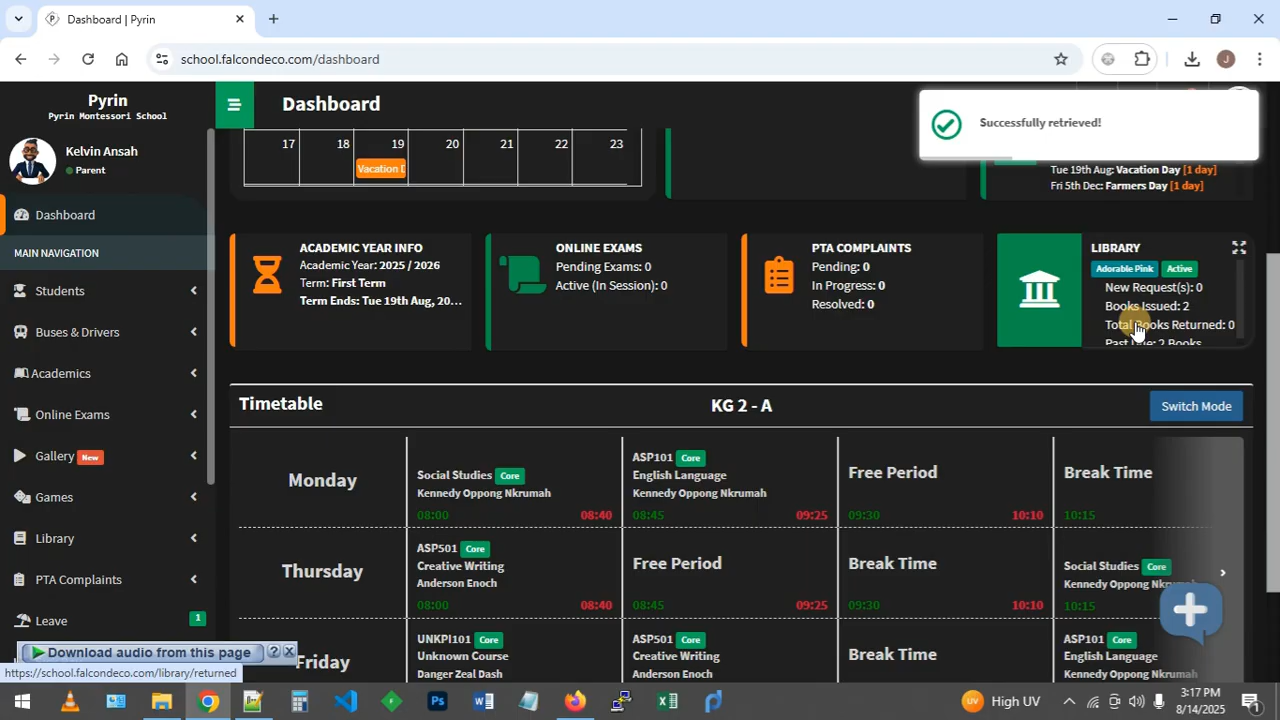 Dashboard | Pyrin
school.falcondeco.com/dashboard
J
Pyrin
Pyrin Montessori School
Dashboard
Successfully retrieved!
Kelvin Ansah
Parent
17 18 19 20 21 22 23
Vacation D
Tue 19th Aug: Vacation Day [1 day]
Fri 5th Dec: Farmers Day [1 day]
Dashboard
MAIN NAVIGATION
Students
Buses & Drivers
Academics
Online Exams
Gallery New
Games
Library
PTA Complaints
Leave 1
ACADEMIC YEAR INFO
Academic Year: 2025 / 2026
Term: First Term
Term Ends: Tue 19th Aug, 20...
ONLINE EXAMS
Pending Exams: 0
Active (In Session): 0
PTA COMPLAINTS
Pending: 0
In Progress: 0
Resolved: 0
LIBRARY
Adorable Pink Active
New Request(s): 0
Books Issued: 2
Total Books Returned: 0
Past Due: 2 Books
Timetable
KG 2 - A
Switch Mode
Monday
Social Studies Core
Kennedy Oppong Nkrumah
08:00 08:40
ASP101 Core
English Language
Kennedy Oppong Nkrumah
08:45 09:25
Free Period
09:30 10:10
Break Time
10:15
Thursday
ASP501 Core
Creative Writing
Anderson Enoch
08:00 08:40
Free Period
08:45 09:25
Break Time
09:30 10:10
Social Studies Core
Kennedy Oppong Nkrumah
10:15
Friday
UNKPI101 Core
Unknown Course
Danger Zeal Dash
ASP501 Core
Creative Writing
Anderson Enoch
Break Time
ASP101 Core
English Language
Kennedy Oppong Nkrumah
Download audio from this page ? X
https://school.falcondeco.com/library/returned
UV High UV
3:17 PM
8/14/2025